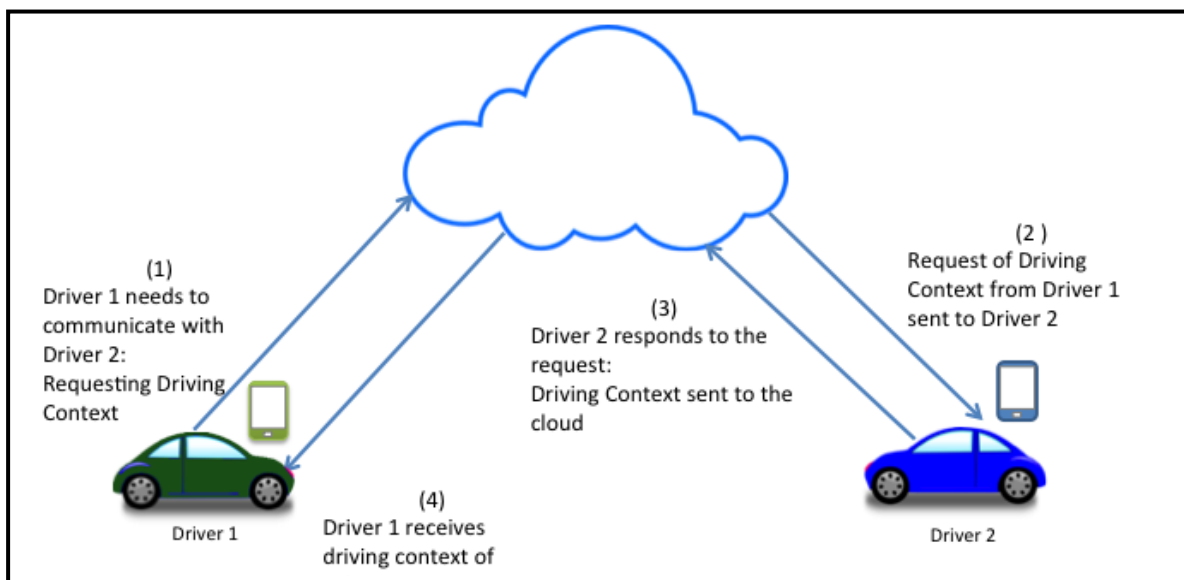 (1)
Driver 1 needs to
communicate with
Driver 2:
Requesting Driving
Context
(2 )
Request of Driving
Context from Driver 1
sent to Driver 2
(3)
Driver 2 responds to the
request:
Driving Context sent to the
cloud
(4)
Driver 1 receives
driving context of
Driver 1
Driver 2